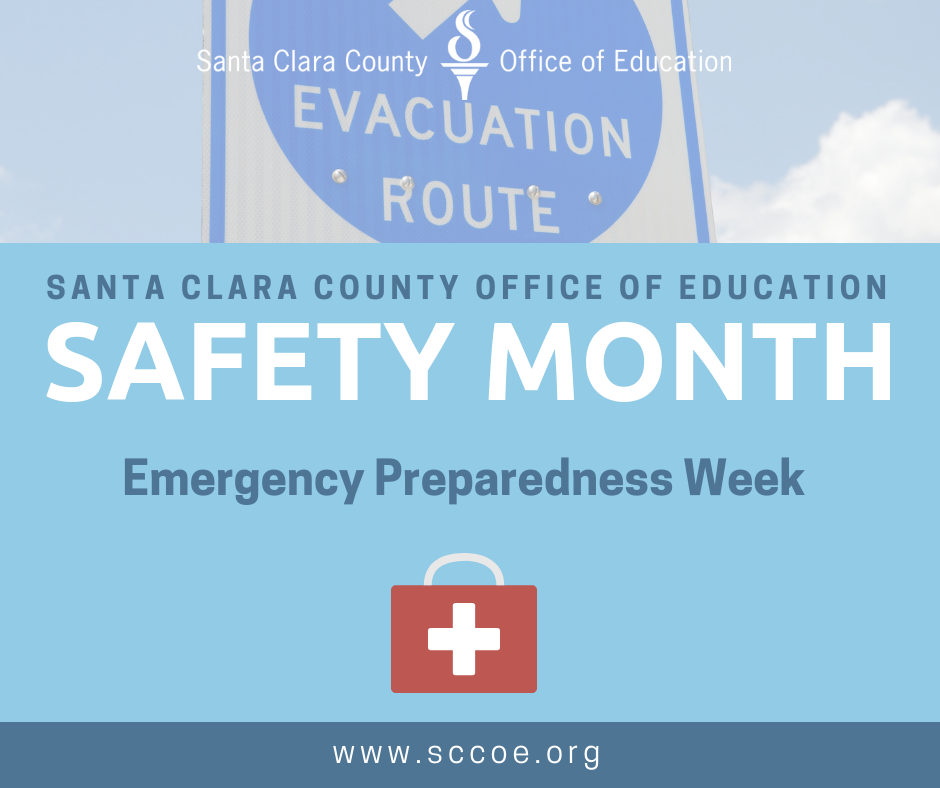 Santa Clara County Office of Education
EVACUATION
ROUTE
SANTA CLARA COUNTY OFFICE OF EDUCATION
SAFETY MONTH
Emergency Preparedness Week
www.sccoe.org